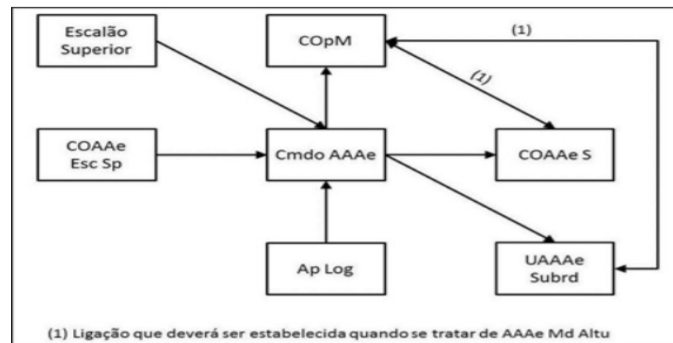 Escalão
Superior
COpM
(1)
(1)
COAAe
Esc Sp
Cmdo AAAe
COAAe S
Ap Log
UAAAe
Subrd
(1) Ligação que deverá ser estabelecida quando se tratar de AAAe Md Altu